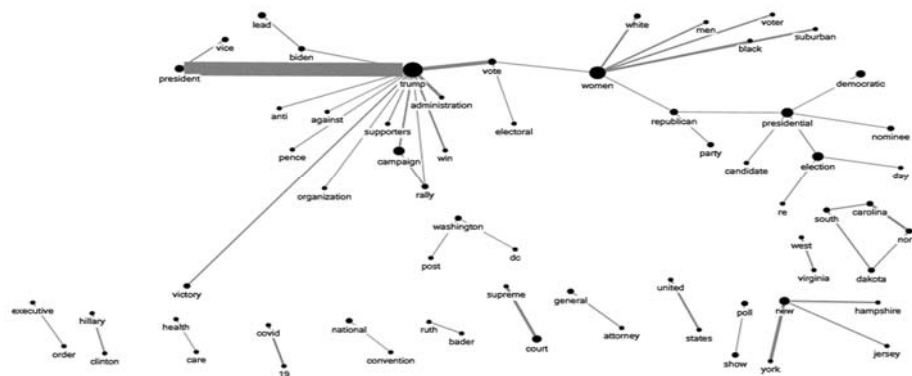 lead
white
men
voter
vice
biden
black
suburban
president
trump
vote
women
democratic
anti
against
administration
supporters
electoral
republican
presidential
nominee
pence
campaign
win
party
candidate
election
day
organization
rally
re
south
carolina
washington
west
post
dc
virginia
dakota
victory
supreme
general
united
executive
hillary
health
covid
national
ruth
court
attorney
states
poll
new
hampshire
order
clinton
care
19
convention
bader
show
york
jersey